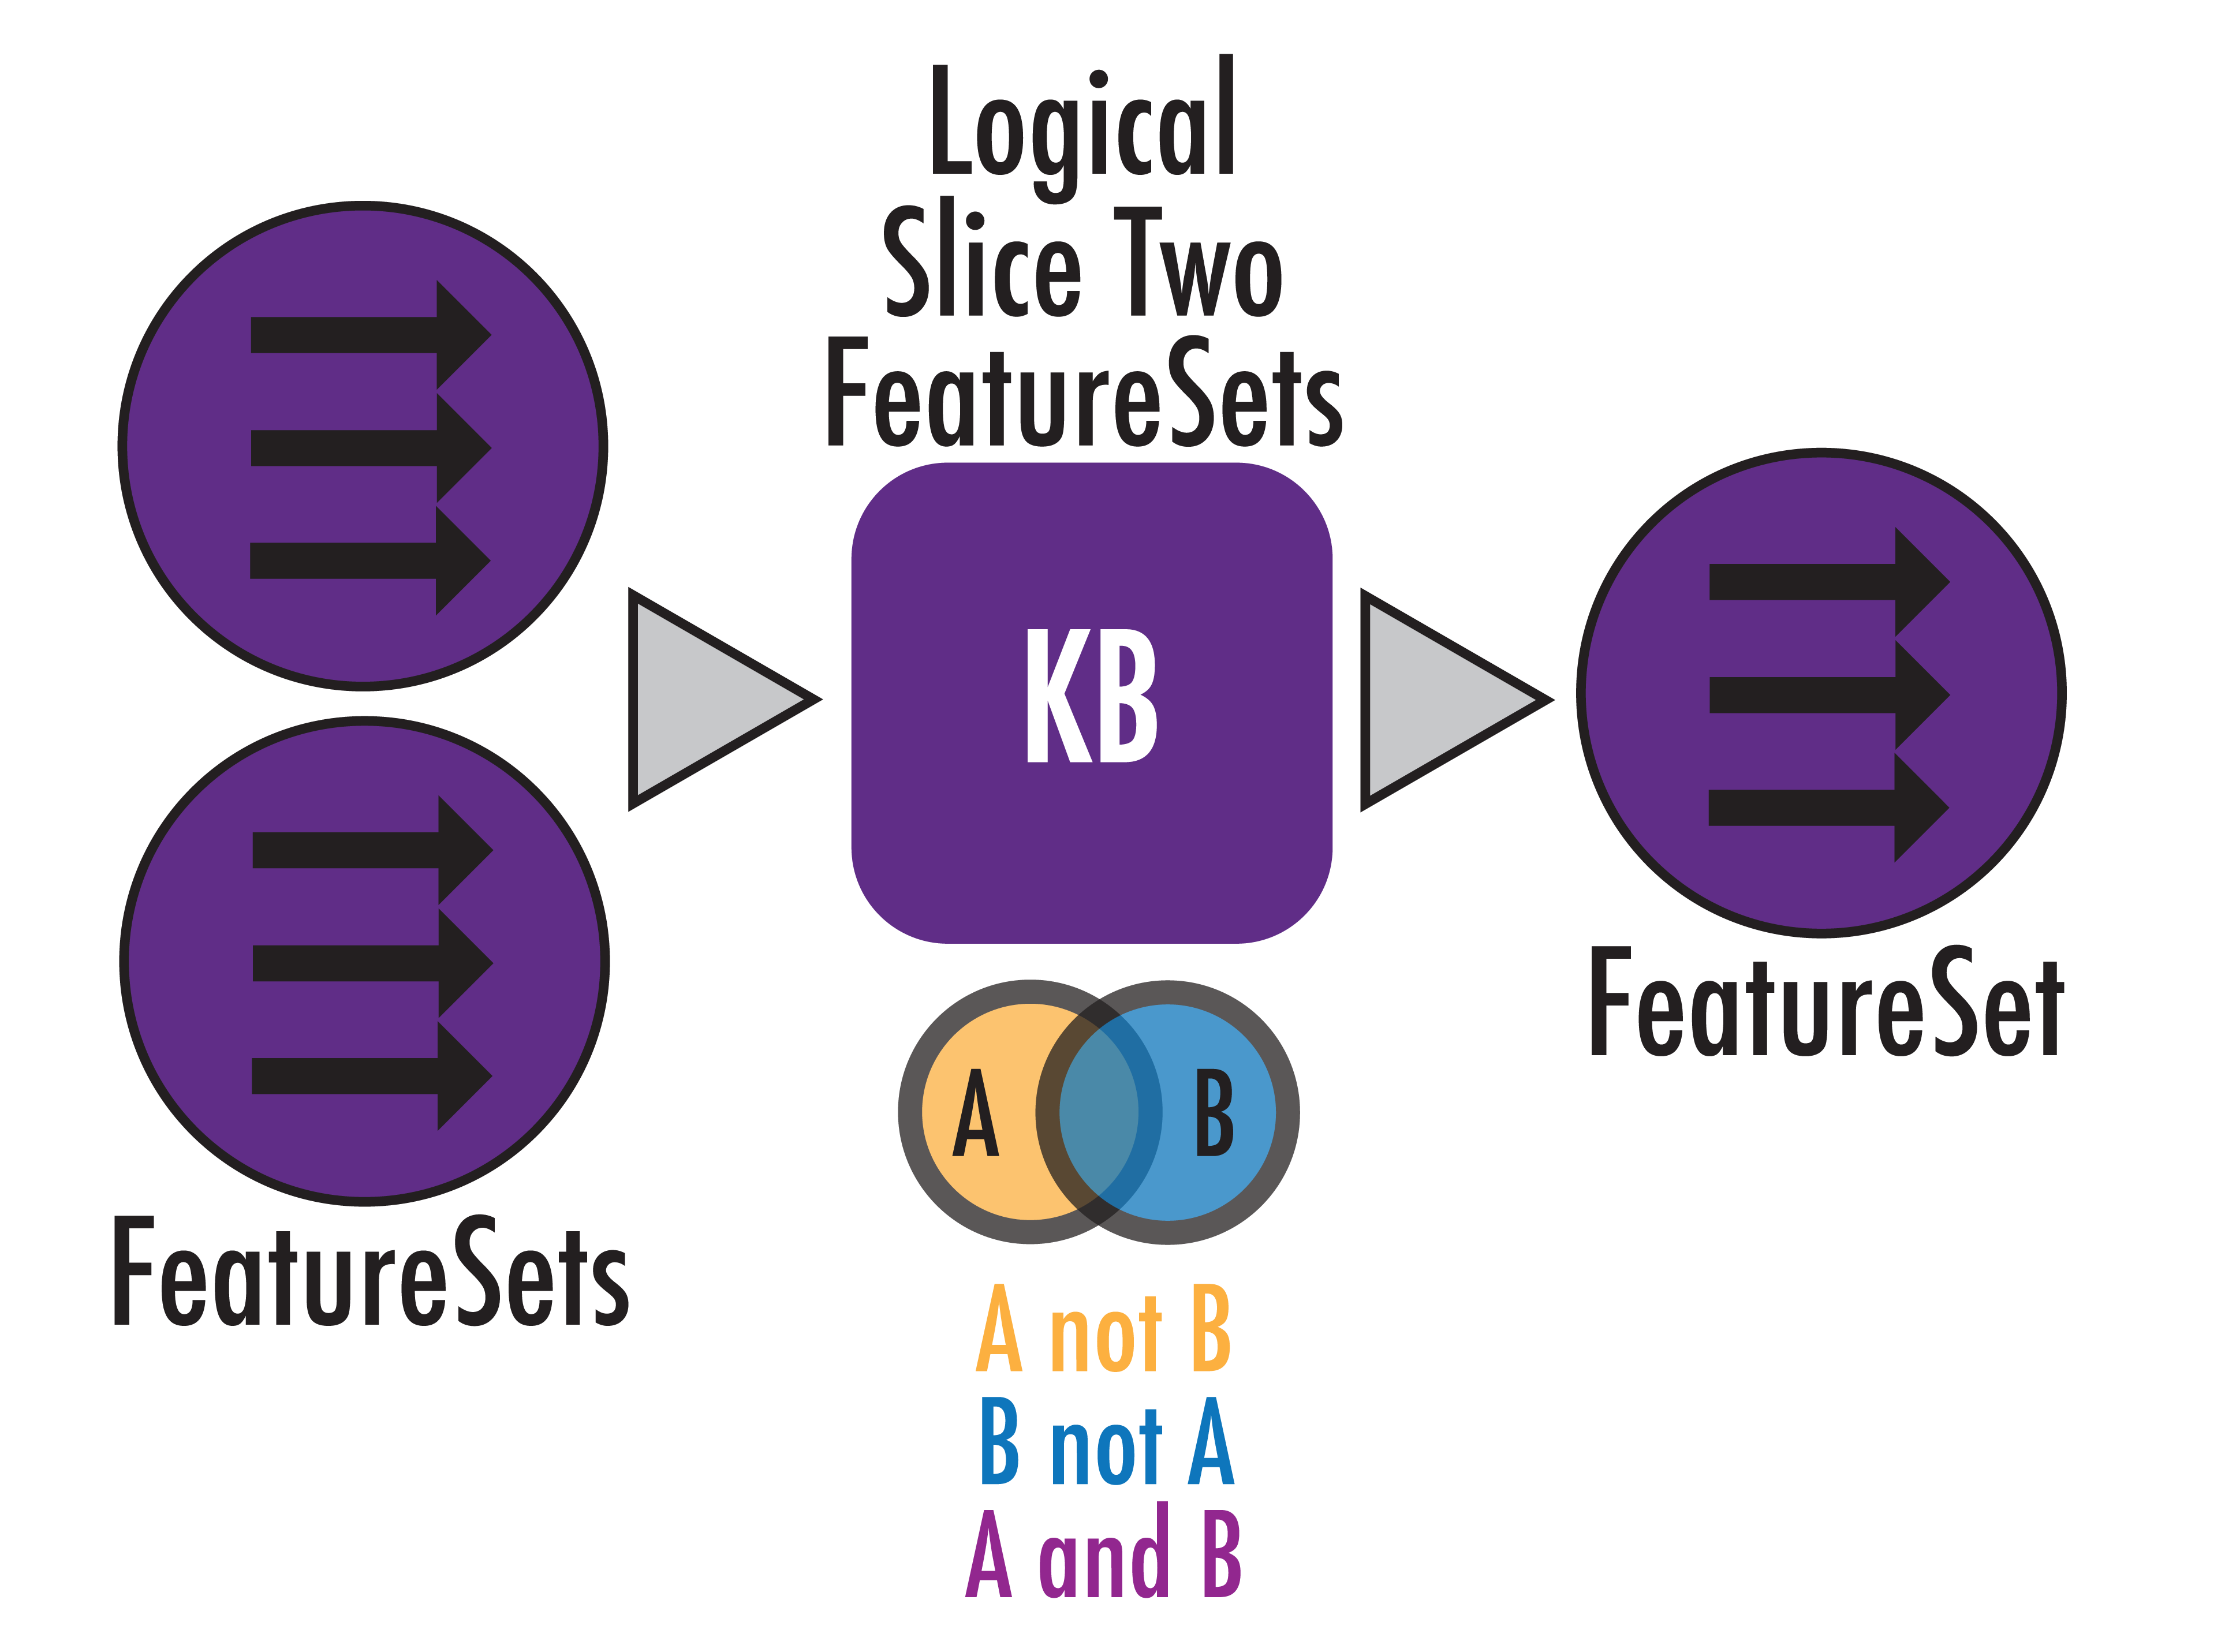 Logical
Slice Two
FeatureSets
KB
FeatureSet
A
B
FeatureSets
A not B
B not A
A and B